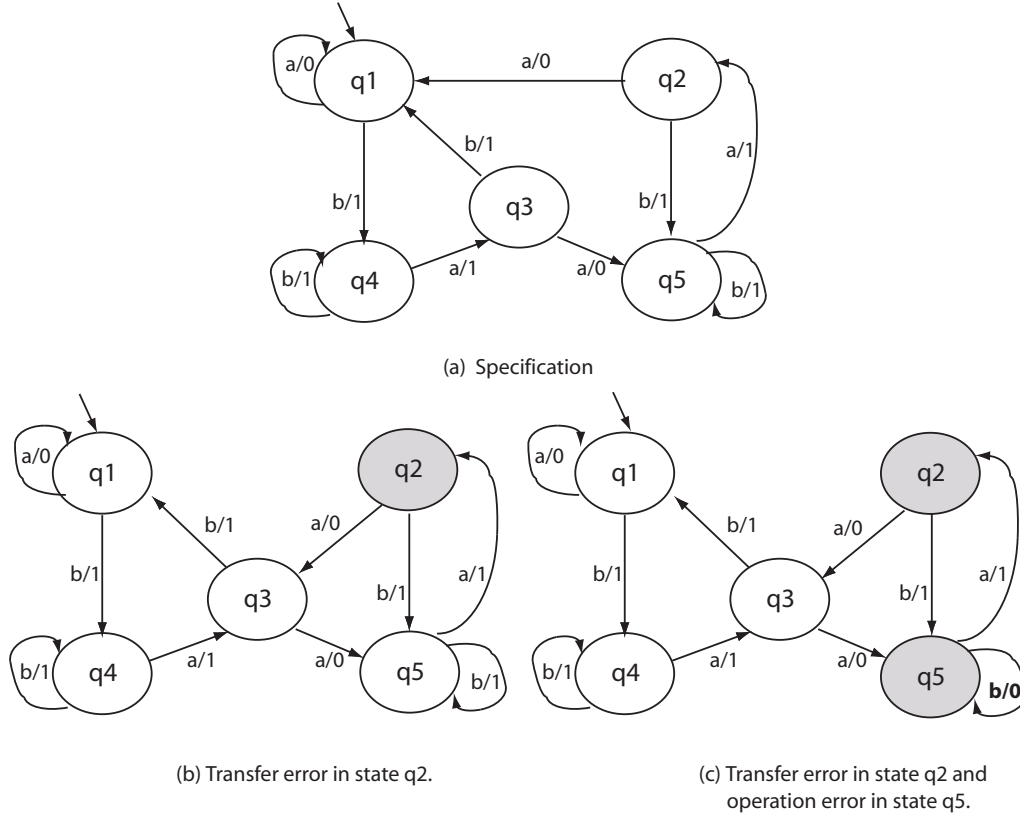 a/0
q1
a/0
q2
b/1
a/1
b/1
q3
b/1
b/1
q4
a/1
a/0
q5
b/1
(a) Specification
a/0
q1
q2
b/1
a/0
b/1
q3
b/1
a/1
b/1
q4
a/1
a/0
q5
b/1
(b) Transfer error in state q2.
a/0
q1
q2
b/1
a/0
b/1
q3
b/1
a/1
b/1
q4
a/1
a/0
q5
b/0
(c) Transfer error in state q2 and
operation error in state q5.